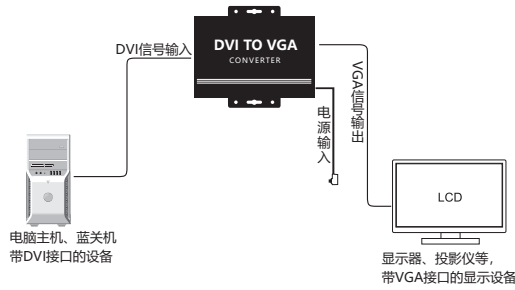 DVI TO VGA
CONVERTER
DVI信号输入
VGA信号输出
电源输入
LCD
电脑主机、蓝关机
带DVI接口的设备
显示器、投影仪等,
带VGA接口的显示设备